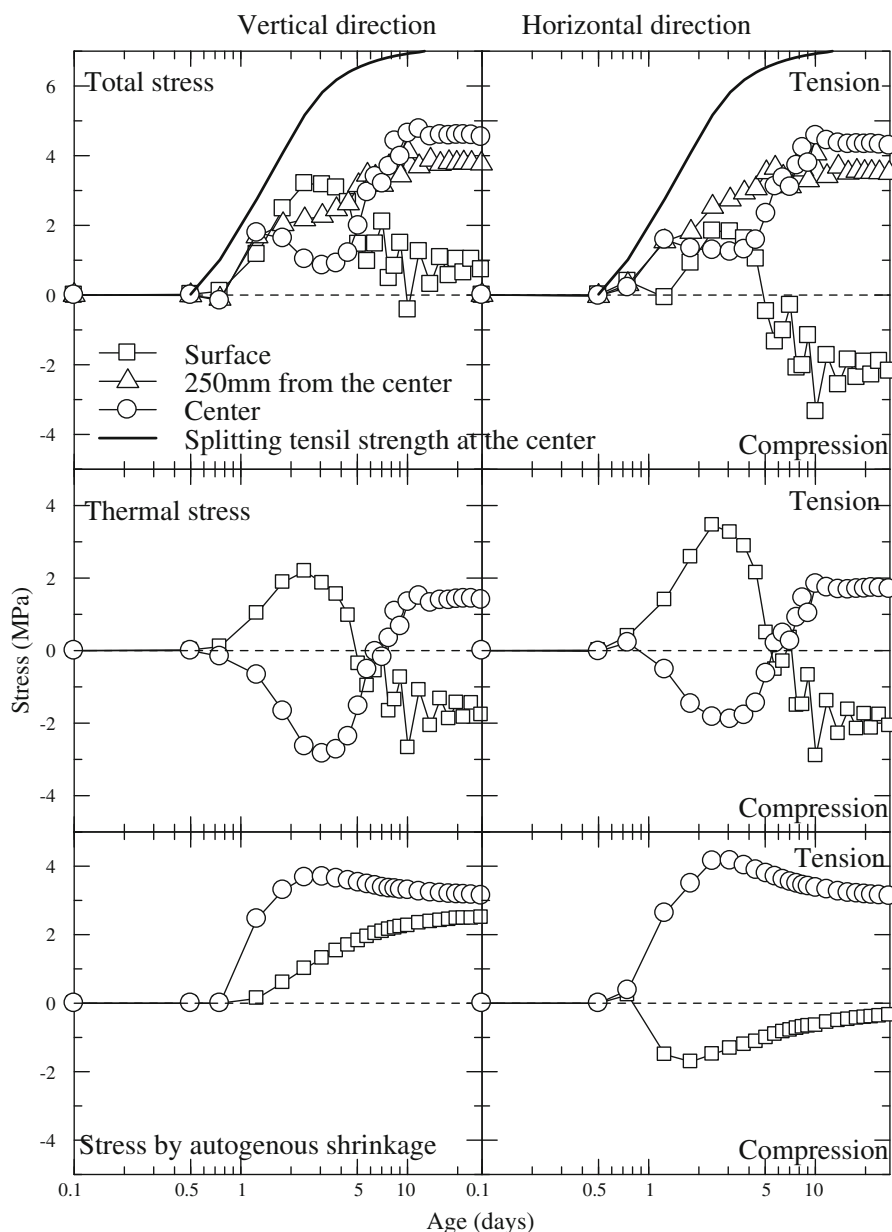 Vertical direction Horizontal direction
Total stress Tension
6
4
2
0
-2
-4
Surface
250mm from the center
Center
Splitting tensil strength at the center
Compression
Thermal stress Tension
4
2
0
-2
-4
Compression
Stress (MPa)
Tension
4
2
0
-2
-4
Stress by autogenous shrinkage Compression
0.1 0.5 1 5 10 0.1 0.5 1 5 10
Age (days)